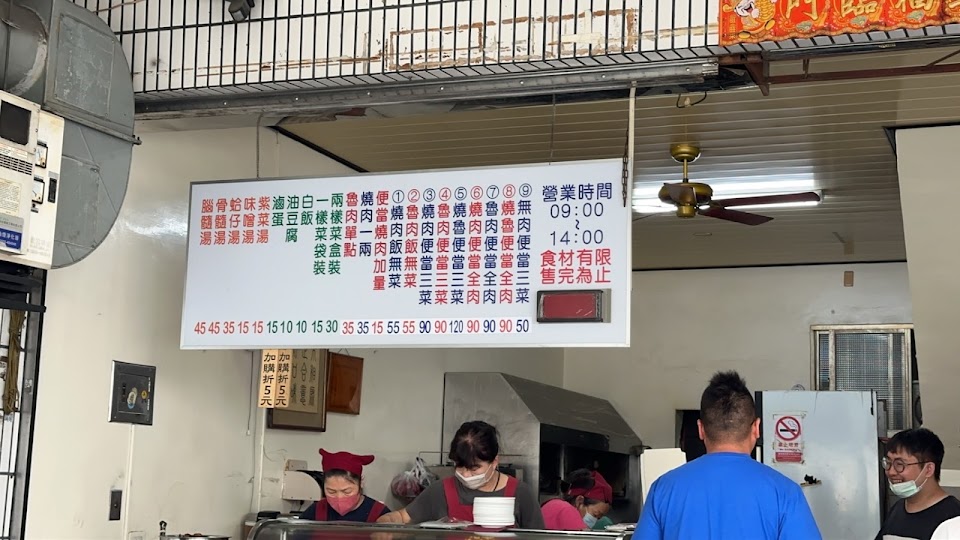 營業時間
09:00
~
14:00
食材有限
售完為止
⑨無肉便當三菜
⑧燒魯便當全肉
⑦魯肉便當全肉
⑥燒肉便當全肉
⑤燒魯便當三菜
④魯肉便當三菜
③燒肉便當三菜
②魯肉飯無菜
①燒肉飯無菜
便當燒肉加量
燒肉一兩
魯肉單點
兩樣菜盒裝
一樣菜袋裝
白飯
油豆腐
滷蛋
紫菜湯
味噌湯
蛤仔湯
骨髓湯
腦髓湯
45 45 35 15 15 15 10 10 15 30 35 35 15 55 55 90 90 120 90 90 90 50
加購折5元
加購折5元